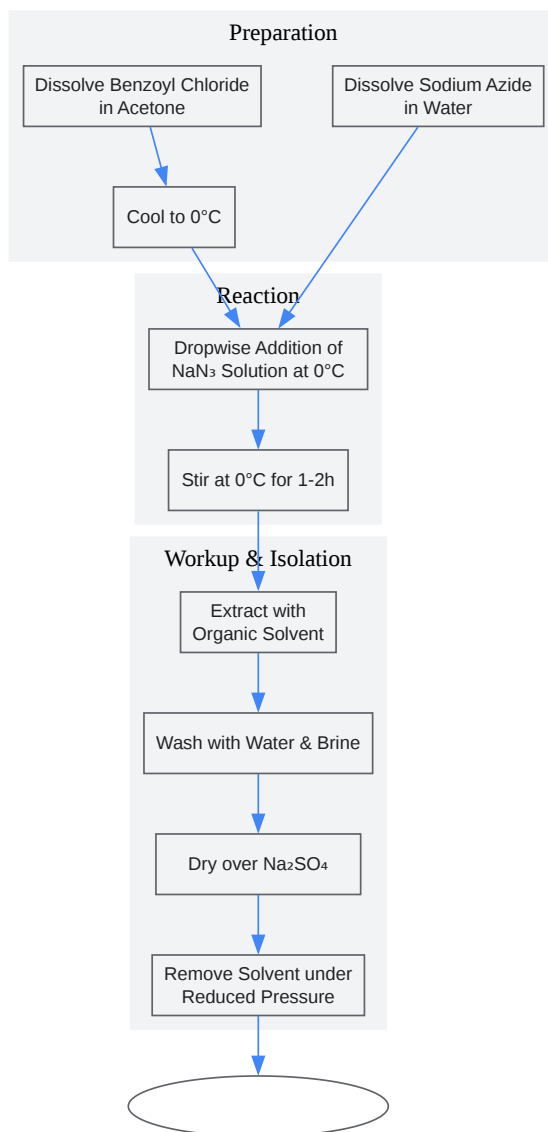 Preparation
Dissolve Benzoyl Chloride
in Acetone
Dissolve Sodium Azide
in Water
Cool to 0°C
Reaction
Dropwise Addition of
NaN₃ Solution at 0°C
Stir at 0°C for 1-2h
Workup & Isolation
Extract with
Organic Solvent
Wash with Water & Brine
Dry over Na₂SO₄
Remove Solvent under
Reduced Pressure